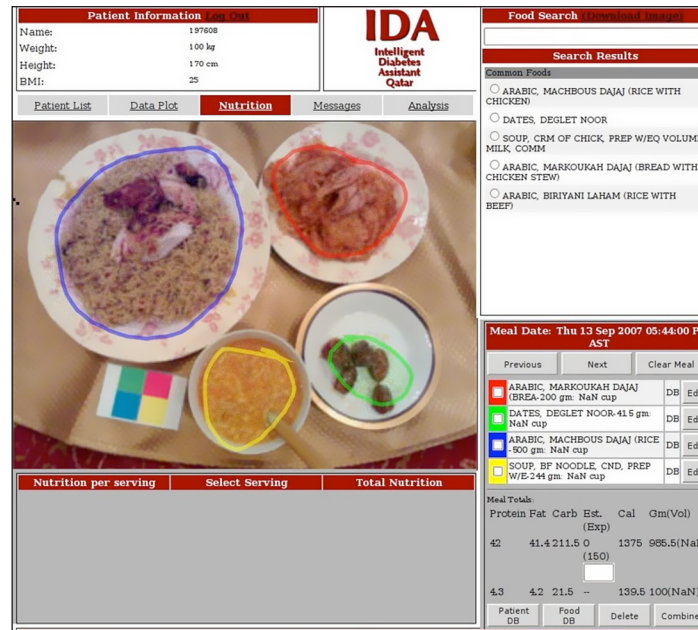 Patient Information Log Out
Name: 197608
Weight: 100 kg
Height: 170 cm
BMI: 25
IDA
Intelligent
Diabetes
Assistant
Qatar
Patient List Data Plot Nutrition Messages Analysis
Food Search (Download Image)
Search Results
Common Foods
ARABIC, MACHBOUS DAJAJ (RICE WITH
CHICKEN)
DATES, DEGLET NOOR
SOUP, CRM OF CHICK, PREP W/EQ VOLUM
MILK, COMM
ARABIC, MARKOUKAH DAJAJ (BREAD WITH
CHICKEN STEW)
ARABIC, BIRIYANI LAHAM (RICE WITH
BEEF)
Meal Date: Thu 13 Sep 2007 05:44:00 P
AST
Previous Next Clear Meal
ARABIC, MARKOUKAH DAJAJ
(BREA-200 gm: NaN cup DB Ed
DATES, DEGLET NOOR-41.5 gm:
NaN cup DB Ed
ARABIC, MACHBOUS DAJAJ (RICE
-500 gm: NaN cup DB Ed
SOUP, BF NOODLE, CND, PREP
W/E-244 gm: NaN cup DB Ed
Meal Totals:
Protein Fat Carb Est. Cal Gm(Vol)
(Exp)
42 41.4 211.5 0 1375 985.5(NaN
(150)
4.3 4.2 21.5 -- 139.5 100(NaN)
Patient DB Food DB Delete Combine
Nutrition per serving Select Serving Total Nutrition